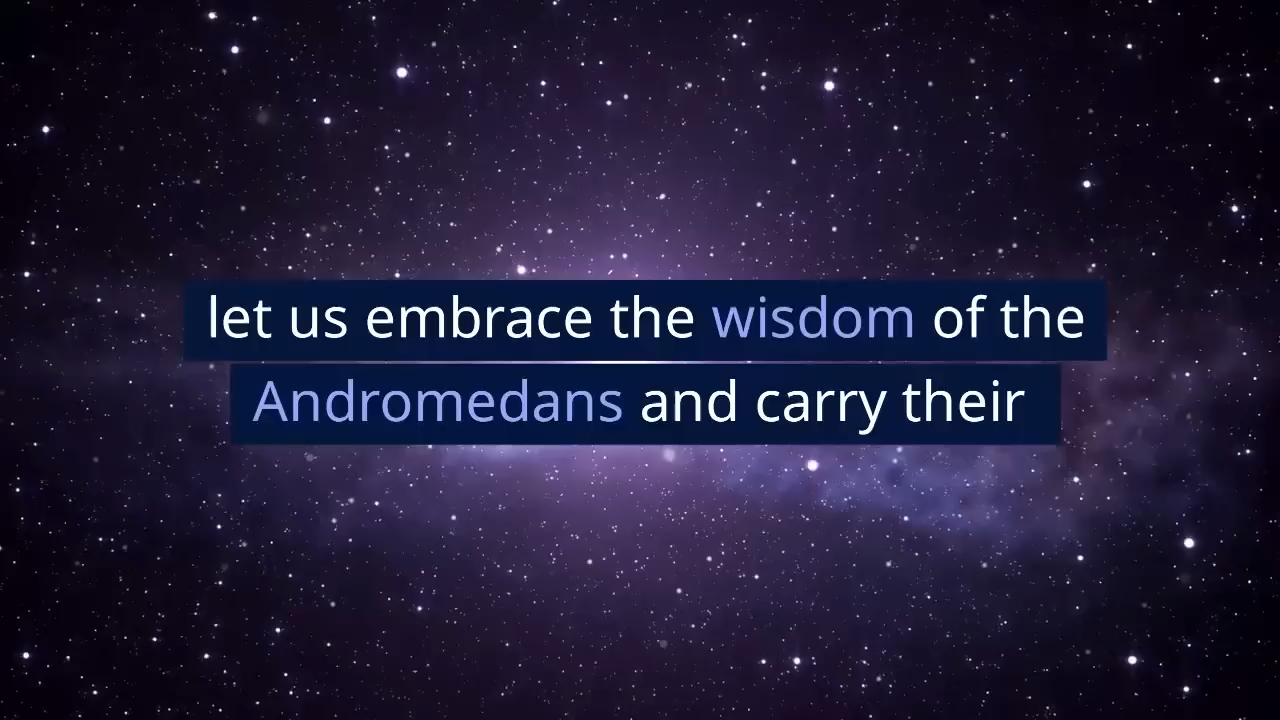 let us embrace the wisdom of the
Andromedans and carry their